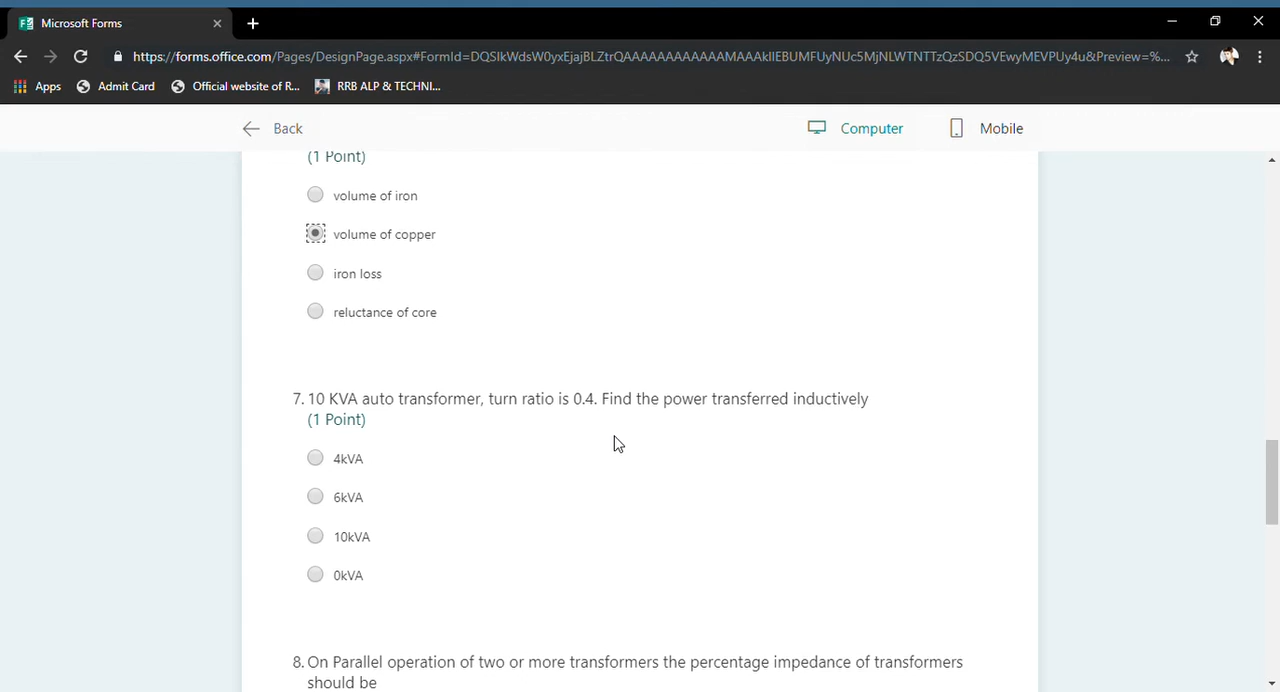 Microsoft Forms
https://forms.office.com/Pages/DesignPage.aspx#FormId=DQSIkWdsW0yxEjajBLZtrQAAAAAAAAAAAAMAAAkIIEBUMFUyNUc5MjNLWTNTTzQzSDQ5VEwyMEVPUy4u&Preview=%...
Apps
Admit Card
Official website of R...
RRB ALP & TECHNI...
Back
Computer
Mobile
(1 Point)
volume of iron
volume of copper
iron loss
reluctance of core
7. 10 KVA auto transformer, turn ratio is 0.4. Find the power transferred inductively
(1 Point)
4kVA
6kVA
10kVA
0kVA
8. On Parallel operation of two or more transformers the percentage impedance of transformers
should be